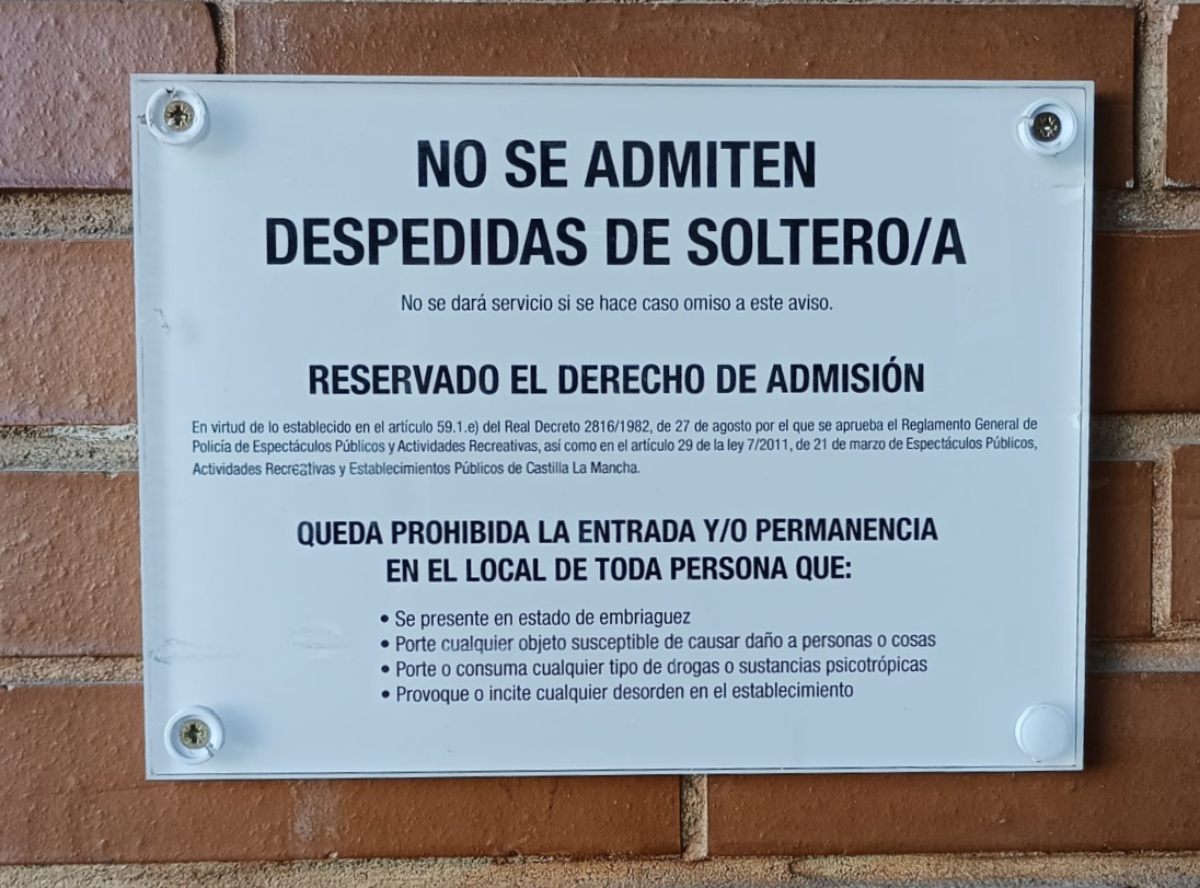 NO SE ADMITEN
DESPEDIDAS DE SOLTERO/A
No se dará servicio si se hace caso omiso a este aviso.
RESERVADO EL DERECHO DE ADMISIÓN
En virtud de lo establecido en el artículo 59.1.e) del Real Decreto 2816/1982, de 27 de agosto por el que se aprueba el Reglamento General de
Policía de Espectáculos Públicos y Actividades Recreativas, así como en el artículo 29 de la ley 7/2011, de 21 de marzo de Espectáculos Públicos,
Actividades Recreativas y Establecimientos Públicos de Castilla La Mancha.
QUEDA PROHIBIDA LA ENTRADA Y/O PERMANENCIA
EN EL LOCAL DE TODA PERSONA QUE:
• Se presente en estado de embriaguez
• Porte cualquier objeto susceptible de causar daño a personas o cosas
• Porte o consuma cualquier tipo de drogas o sustancias psicotrópicas
• Provoque o incite cualquier desorden en el establecimiento